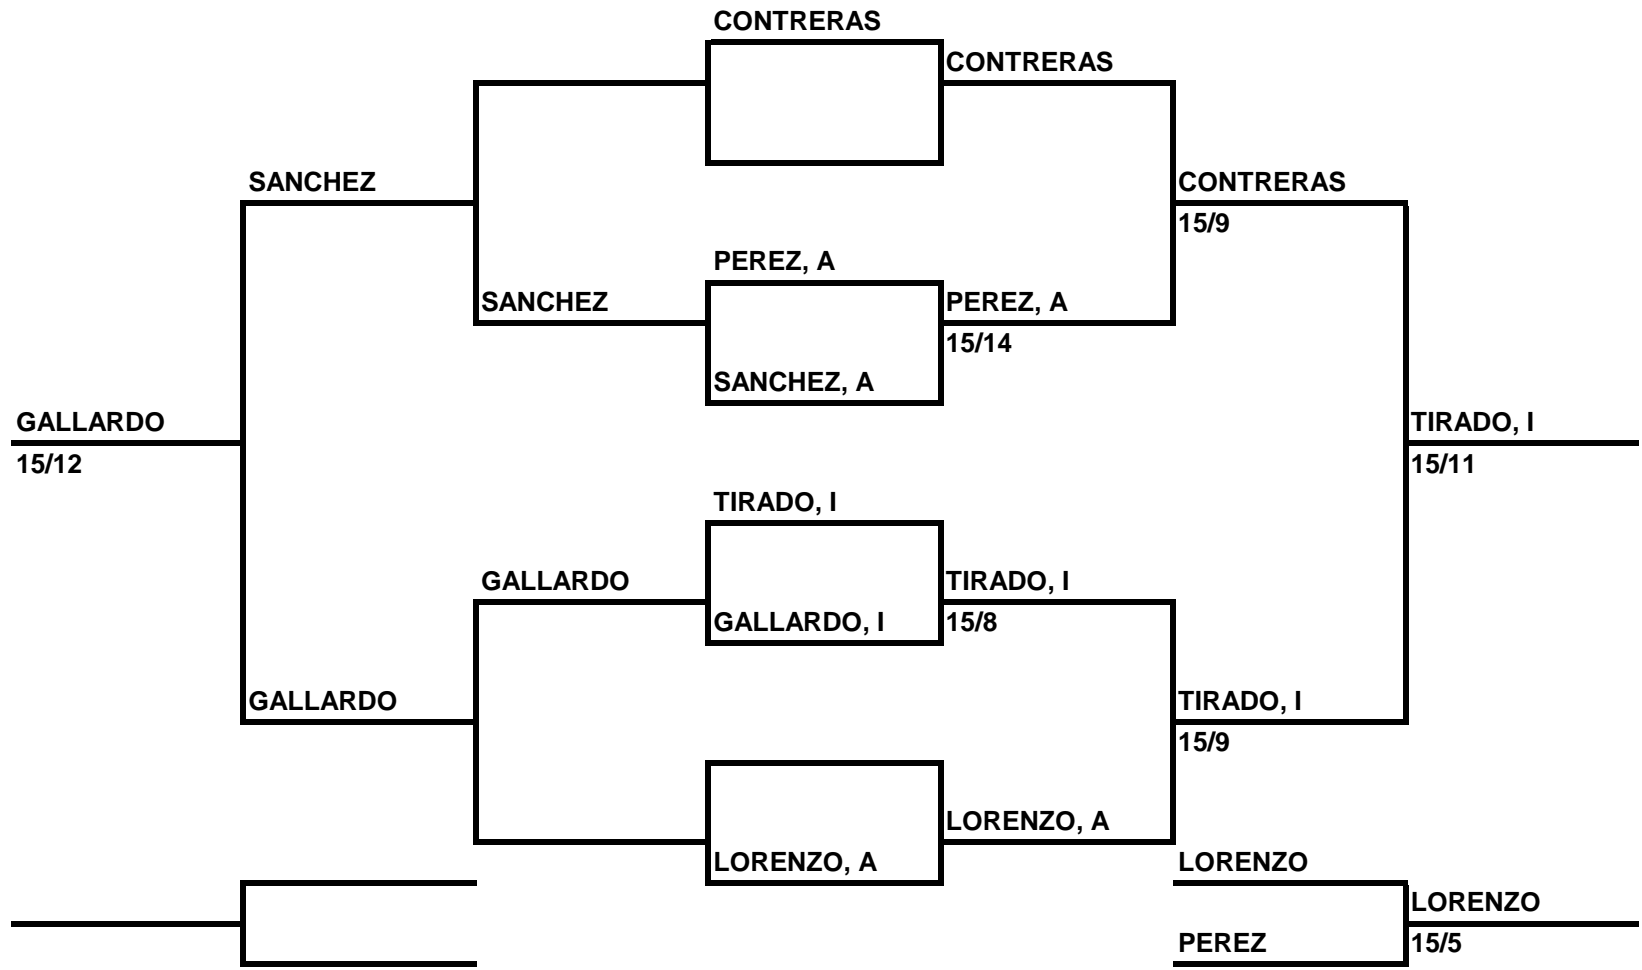 CONTRERAS
CONTRERAS
SANCHEZ
CONTRERAS
15/9
PEREZ, A
SANCHEZ
PEREZ, A
15/14
SANCHEZ, A
GALLARDO
15/12
TIRADO, I
15/11
TIRADO, I
GALLARDO
TIRADO, I
GALLARDO, I
15/8
GALLARDO
TIRADO, I
15/9
LORENZO, A
LORENZO, A
LORENZO
LORENZO
PEREZ
15/5